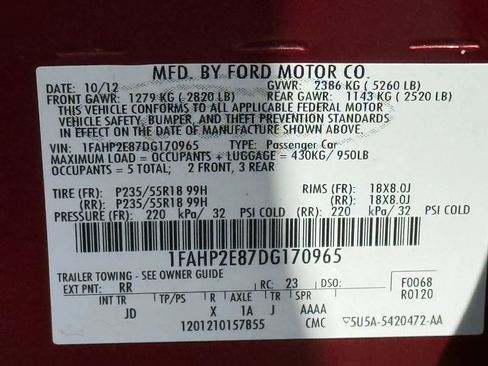 MFD. BY FORD MOTOR CO.
DATE: 10/12 GVWR: 2386 KG ( 5260 LB)
FRONT GAWR: 1279 KG ( 2820 LB) REAR GAWR: 1143 KG ( 2520 LB)
THIS VEHICLE CONFORMS TO ALL APPLICABLE FEDERAL MOTOR
VEHICLE SAFETY, BUMPER, AND THEFT PREVENTION STANDARDS
IN EFFECT ON THE DATE OF MANUFACTURE SHOWN ABOVE.
VIN: 1FAHP2E87DG170965 TYPE: Passenger Car
MAXIMUM LOAD = OCCUPANTS + LUGGAGE = 430KG/ 950LB
OCCUPANTS = 5 TOTAL; 2 FRONT, 3 REAR
TIRE (FR): P235/55R18 99H RIMS (FR): 18X8.0J
(RR): P235/55R18 99H (RR): 18X8.0J
PRESSURE (FR): 220 kPa/ 32 PSI COLD (RR): 220 kPa/ 32 PSI COLD
1FAHP2E87DG170965
TRAILER TOWING - SEE OWNER GUIDE
EXT PNT: RR RC: 23 DSO: F0068
R0120
INT TR TP/PS R AXLE TR SPR
JD X 1A J AAAA
1201210157855 CMC 5U5A-5420472-AA